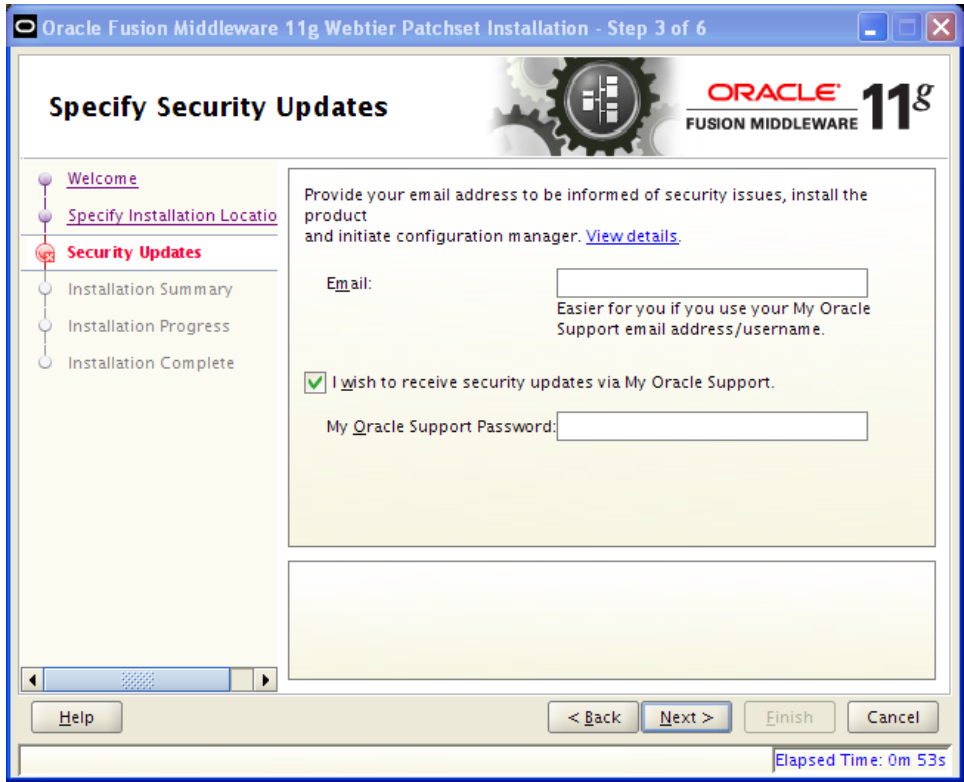 Oracle Fusion Middleware 11g Webtier Patchset Installation - Step 3 of 6
Specify Security Updates
ORACLE
FUSION MIDDLEWARE
11g
Welcome
Specify Installation Locatio
Security Updates
Installation Summary
Installation Progress
Installation Complete
Provide your email address to be informed of security issues, install the
product
and initiate configuration manager. View details.
Email:
Easier for you if you use your My Oracle
Support email address/username.
I wish to receive security updates via My Oracle Support.
My Oracle Support Password:
Help
< Back
Next >
Finish
Cancel
Elapsed Time: 0m 53s